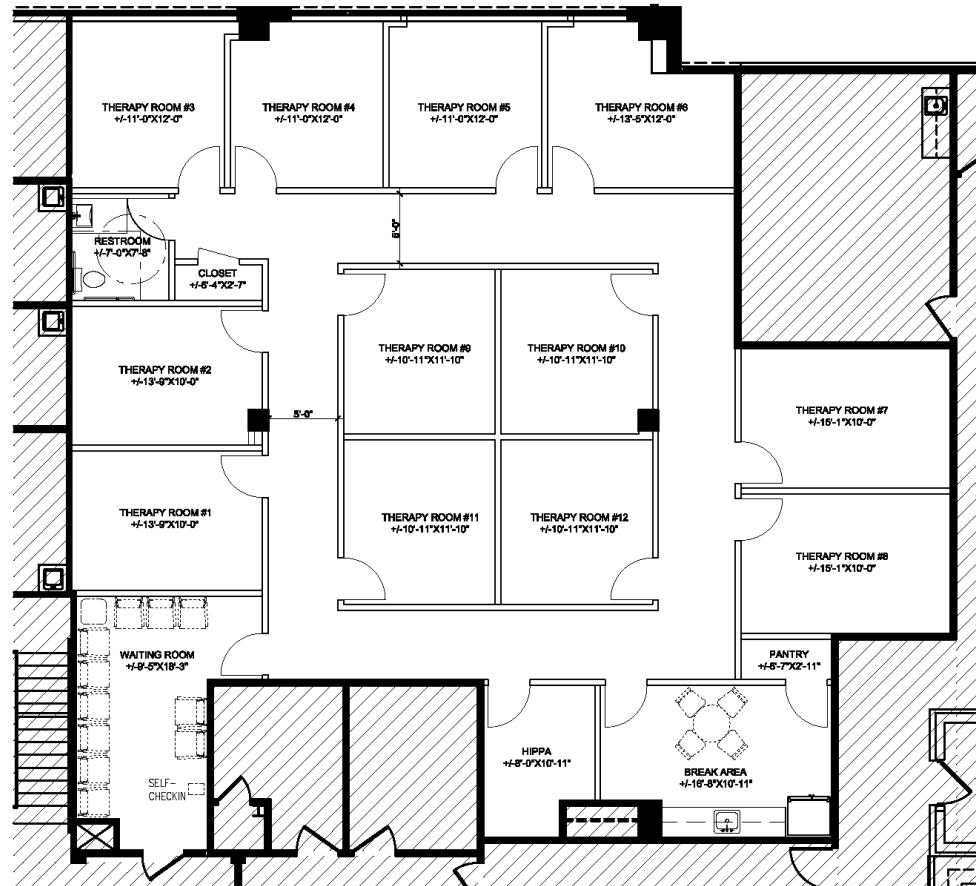 THERAPY ROOM #3
+/-11'-0"X12'-0"
THERAPY ROOM #4
+/-11'-0"X12'-0"
THERAPY ROOM #5
+/-11'-0"X12'-0"
THERAPY ROOM #6
+/-13'-5"X12'-0"
RESTROOM
+/-7'-0"X7'-8"
CLOSET
+/-6'-4"X2'-7"
THERAPY ROOM #2
+/-13'-9"X10'-0"
5'-0"
THERAPY ROOM #9
+/-10'-11"X11'-10"
THERAPY ROOM #10
+/-10'-11"X11'-10"
THERAPY ROOM #7
+/-15'-1"X10'-0"
THERAPY ROOM #1
+/-13'-9"X10'-0"
THERAPY ROOM #11
+/-10'-11"X11'-10"
THERAPY ROOM #12
+/-10'-11"X11'-10"
THERAPY ROOM #8
+/-15'-1"X10'-0"
WAITING ROOM
+/-9'-5"X18'-3"
PANTRY
+/-6'-7"X2'-11"
HIPPA
+/-8'-0"X10'-11"
BREAK AREA
+/-16'-8"X10'-11"
SELF-
CHECKIN